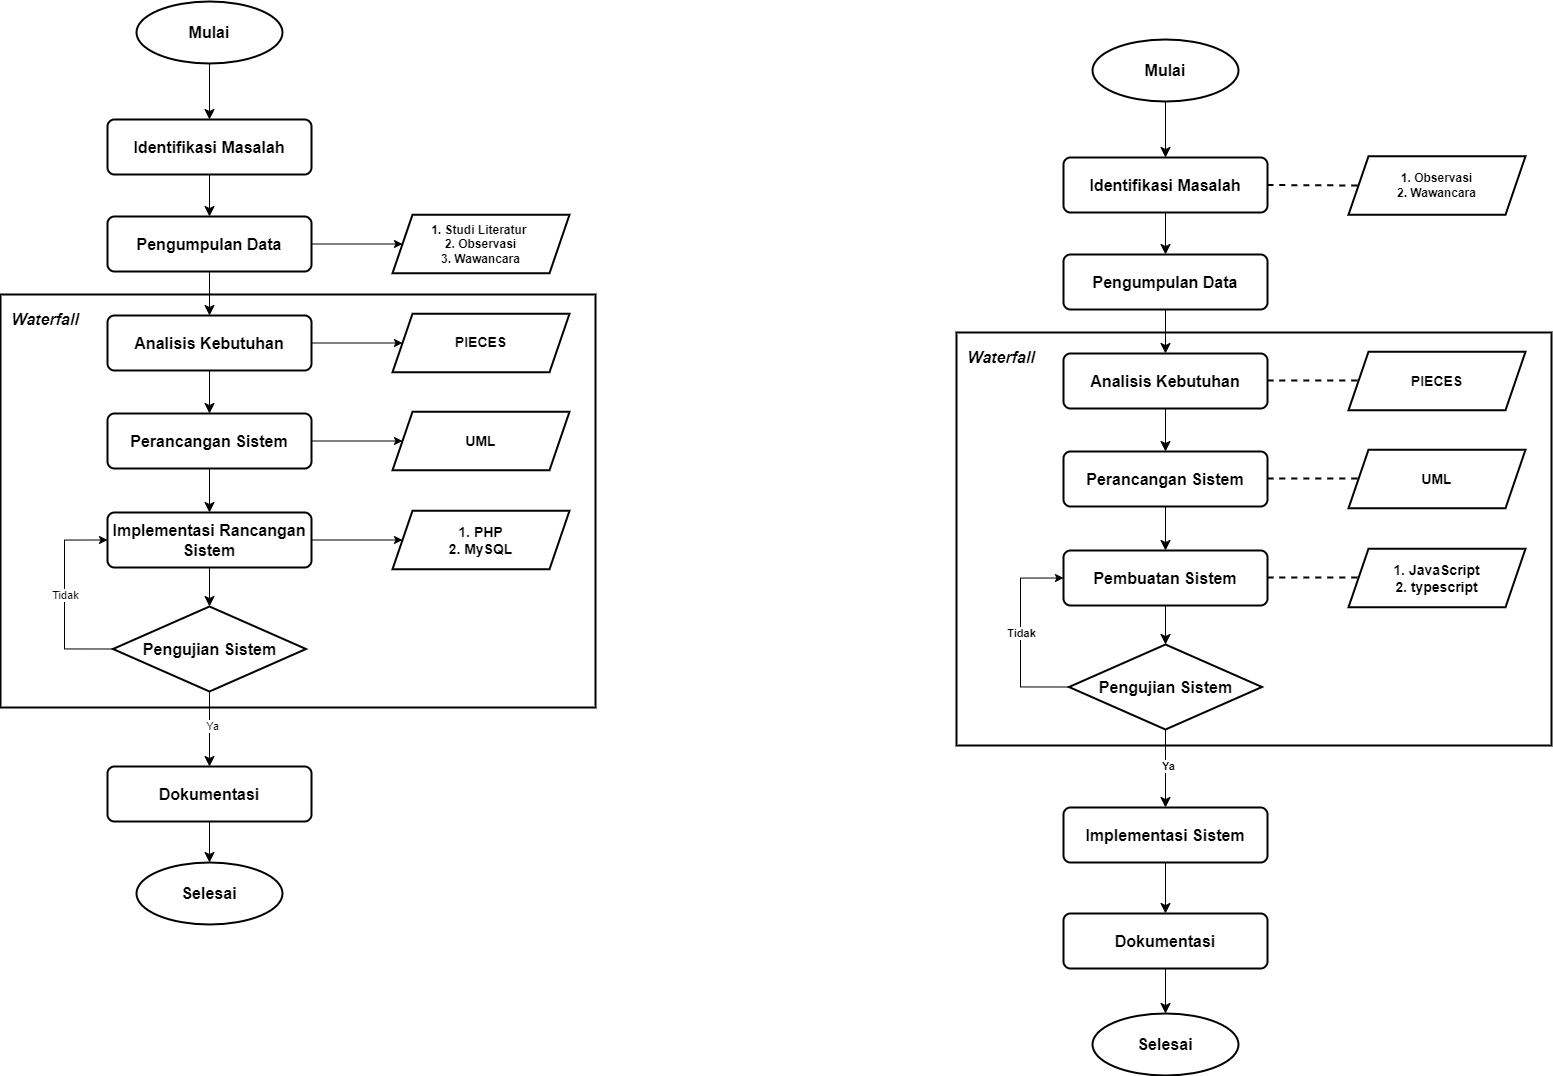 Mulai
Identifikasi Masalah
Pengumpulan Data
1. Studi Literatur
2. Observasi
3. Wawancara
Waterfall
Analisis Kebutuhan
PIECES
Perancangan Sistem
UML
Implementasi Rancangan
Sistem
1. PHP
2. MySQL
Tidak
Pengujian Sistem
Ya
Dokumentasi
Selesai
Mulai
Identifikasi Masalah
1. Observasi
2. Wawancara
Pengumpulan Data
Waterfall
Analisis Kebutuhan
PIECES
Perancangan Sistem
UML
Pembuatan Sistem
1. JavaScript
2. typescript
Tidak
Pengujian Sistem
Ya
Implementasi Sistem
Dokumentasi
Selesai